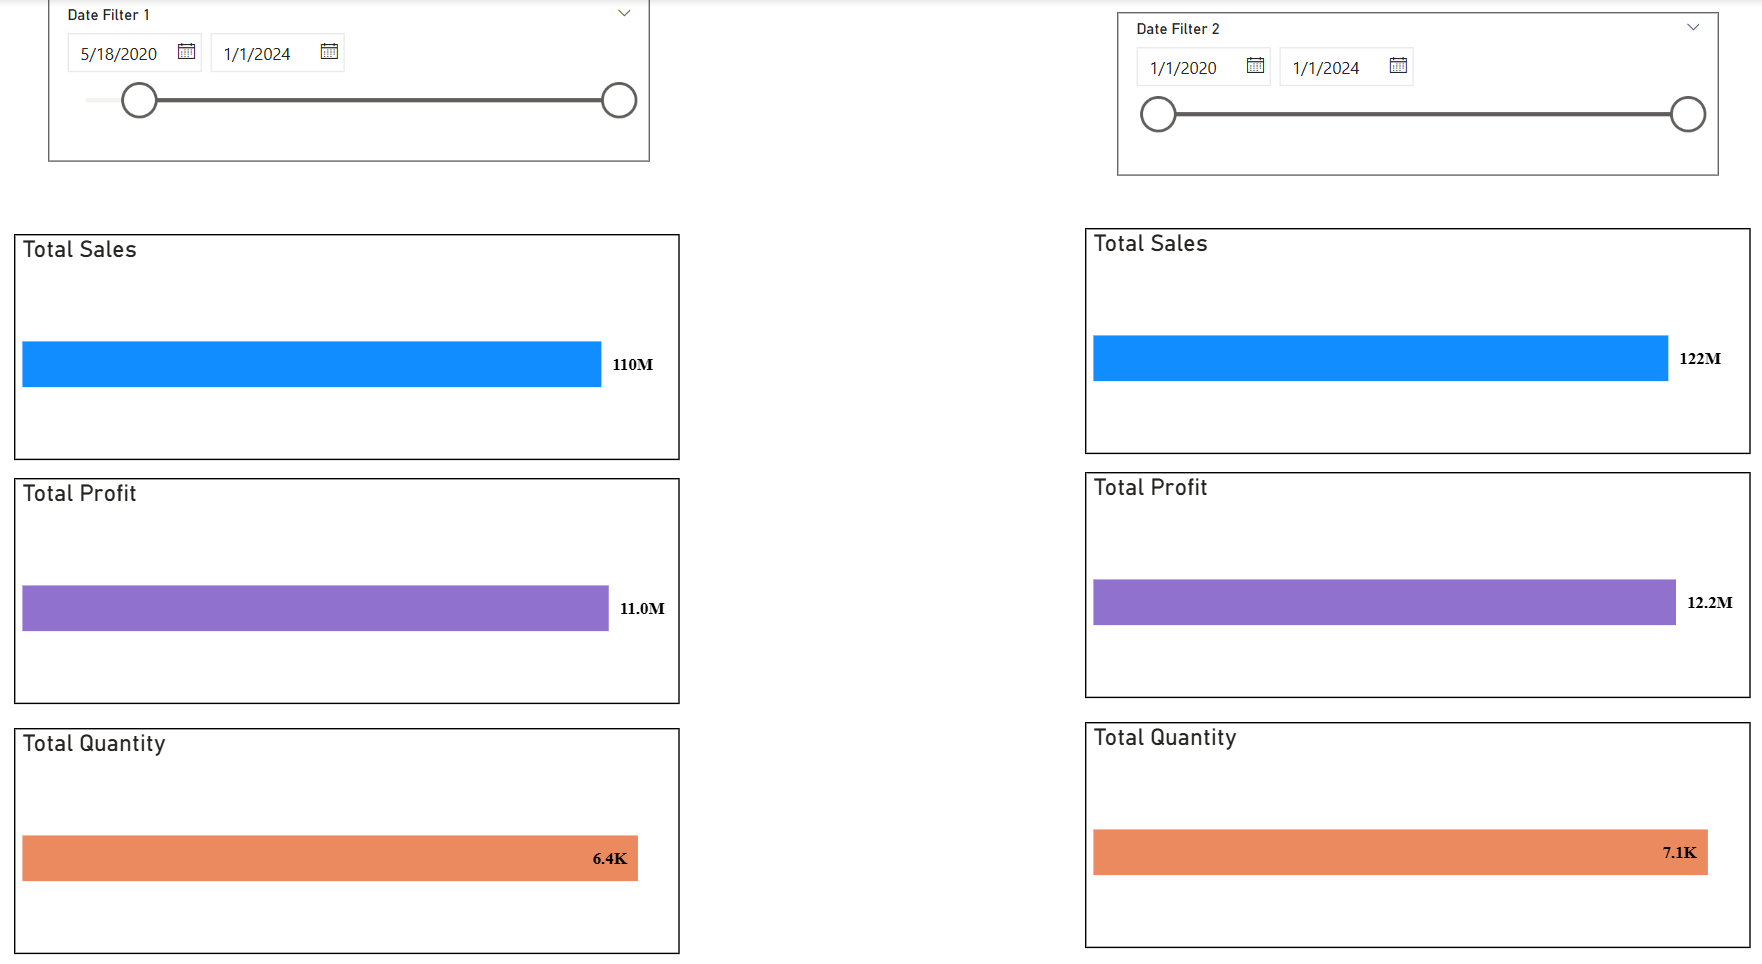 Date Filter 1
5/18/2020 1/1/2024
Total Sales
110M
Total Profit
11.0M
Total Quantity
6.4K
Date Filter 2
1/1/2020 1/1/2024
Total Sales
122M
Total Profit
12.2M
Total Quantity
7.1K